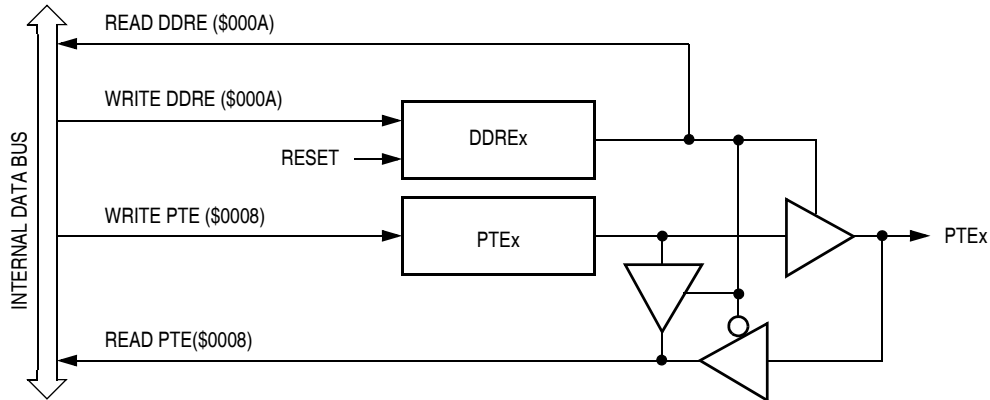 READ DDRE ($000A)
WRITE DDRE ($000A)
DDREx
RESET
INTERNAL DATA BUS
WRITE PTE ($0008)
PTEx
PTEx
READ PTE($0008)